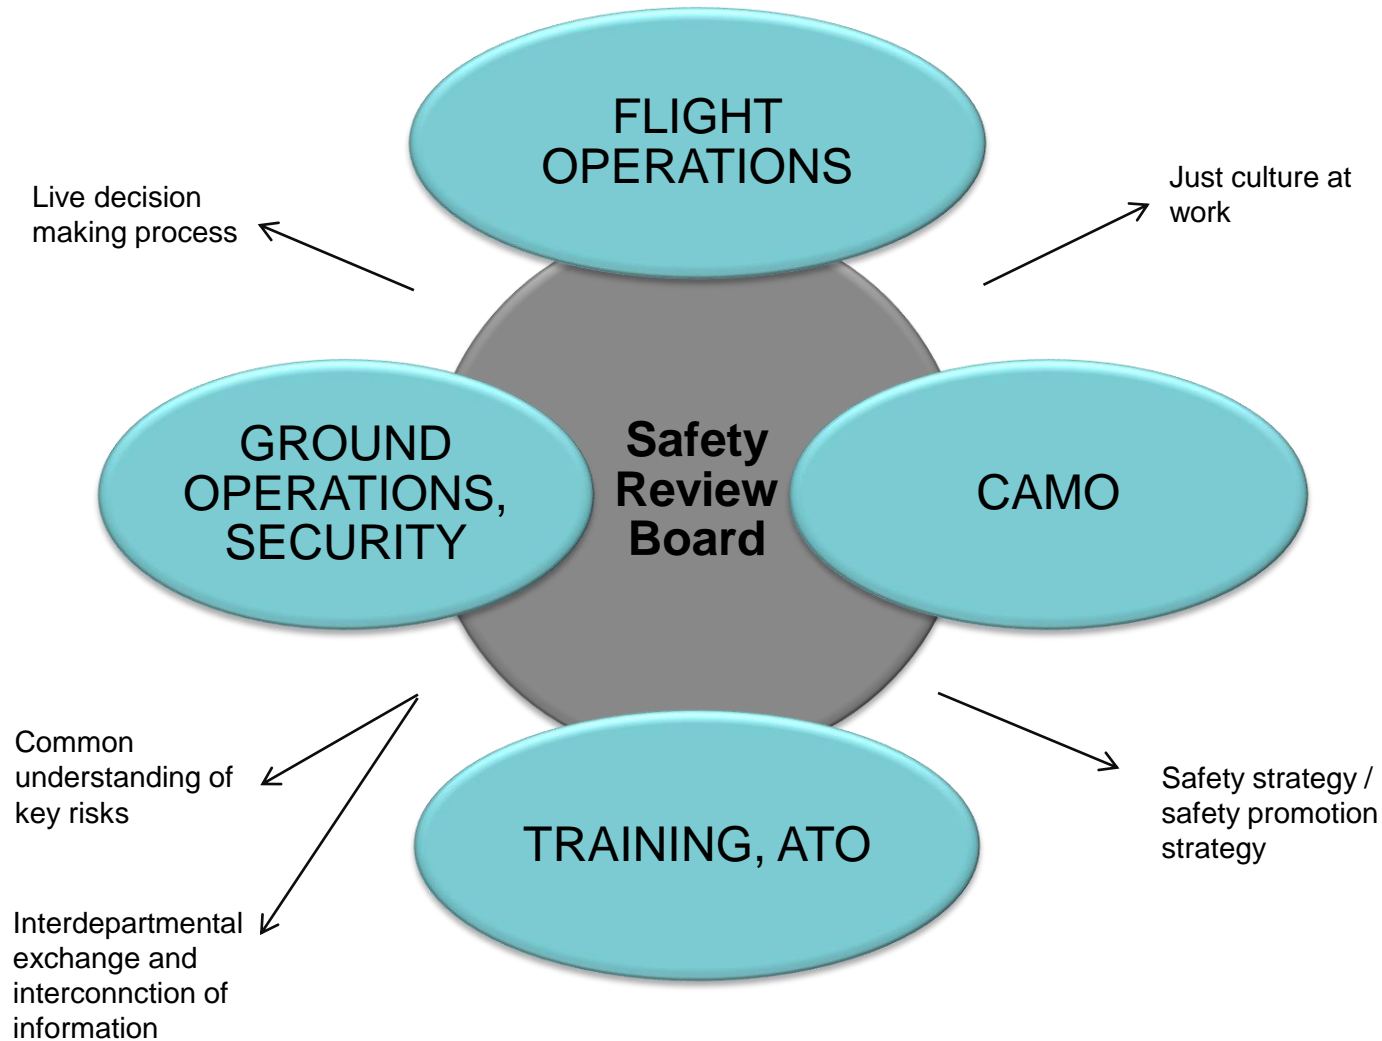 FLIGHT
OPERATIONS
Live decision
making process
Just culture at
work
GROUND
OPERATIONS,
SECURITY
Safety
Review
Board
CAMO
Common
understanding of
key risks
TRAINING, ATO
Safety strategy /
safety promotion
strategy
Interdepartmental
exchange and
interconnction of
information